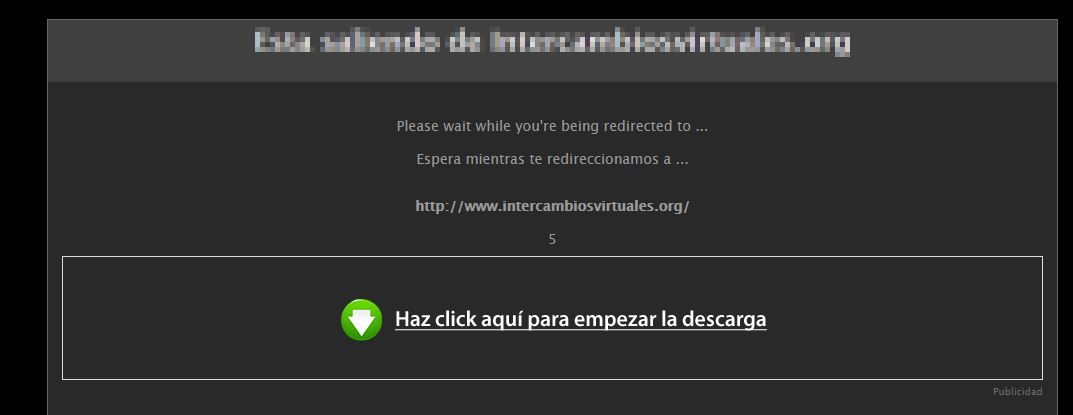 Esta saliendo de Intercambiosvirtuales.org
Please wait while you're being redirected to ...
Espera mientras te redireccionamos a ...
http://www.intercambiosvirtuales.org/
5
Haz click aquí para empezar la descarga
Publicidad